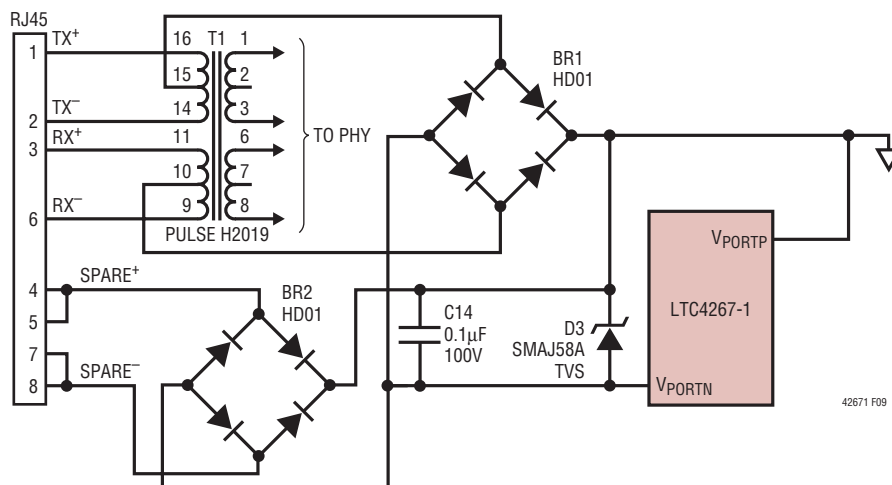 RJ45
TX+
TX−
RX+
RX−
SPARE+
SPARE−
1
2
3
6
4
5
7
8
16
15
14
11
10
9
T1
1
2
3
6
7
8
TO PHY
PULSE H2019
BR1
HD01
BR2
HD01
C14
0.1µF
100V
D3
SMAJ58A
TVS
VPORTP
LTC4267-1
VPORTN
42671 F09